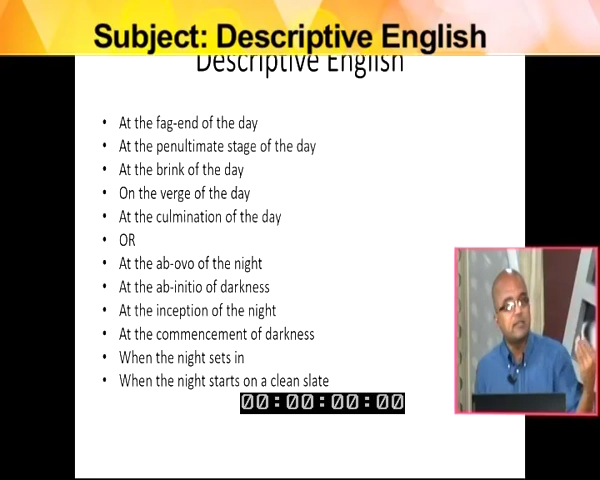 Subject: Descriptive English
Descriptive English
• At the fag-end of the day
• At the penultimate stage of the day
• At the brink of the day
• On the verge of the day
• At the culmination of the day
• OR
• At the ab-ovo of the night
• At the ab-initio of darkness
• At the inception of the night
• At the commencement of darkness
• When the night sets in
• When the night starts on a clean slate
00:00:00:00